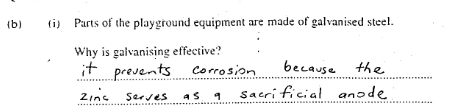 (b) (i) Parts of the playground equipment are made of galvanised steel.
Why is galvanising effective?
it prevents corrosion because the
zinc serves as a sacrificial anode